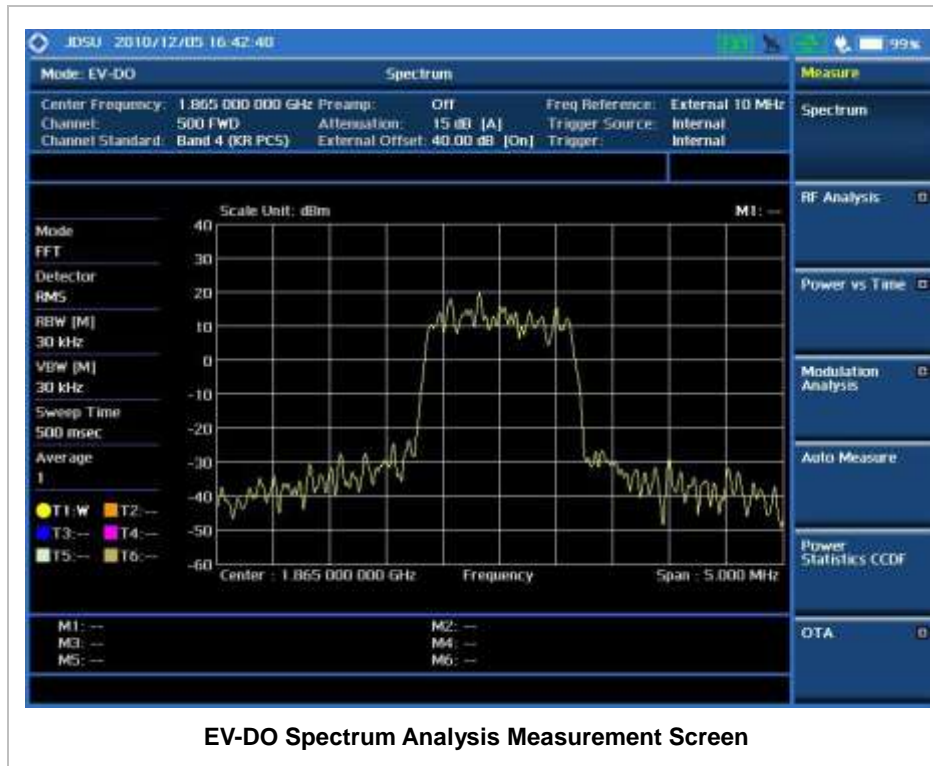 JDSU 2010/12/05 16:42:40
99%
Mode: EV-DO
Spectrum
Measure
Center Frequency: 1.865 000 000 GHz
Preamp: Off
Freq Reference: External 10 MHz
Channel: 500 FWD
Attenuation: 15 dB [A]
Trigger Source: Internal
Channel Standard: Band 4 (KR PCS)
External Offset: 40.00 dB [On]
Trigger: Internal
Spectrum
RF Analysis
Power vs Time
Modulation
Analysis
Auto Measure
Power
Statistics CCDF
OTA
Mode
FFT
Detector
RMS
RBW [M]
30 kHz
VBW [M]
30 kHz
Sweep Time
500 msec
Average
1
T1:W T2:--
T3:-- T4:--
T5:-- T6:--
Scale Unit: dBm
M1: --
40
30
20
10
0
-10
-20
-30
-40
-50
-60
Center : 1.865 000 000 GHz
Frequency
Span : 5.000 MHz
M1: --
M2: --
M3: --
M4: --
M5: --
M6: --
EV-DO Spectrum Analysis Measurement Screen